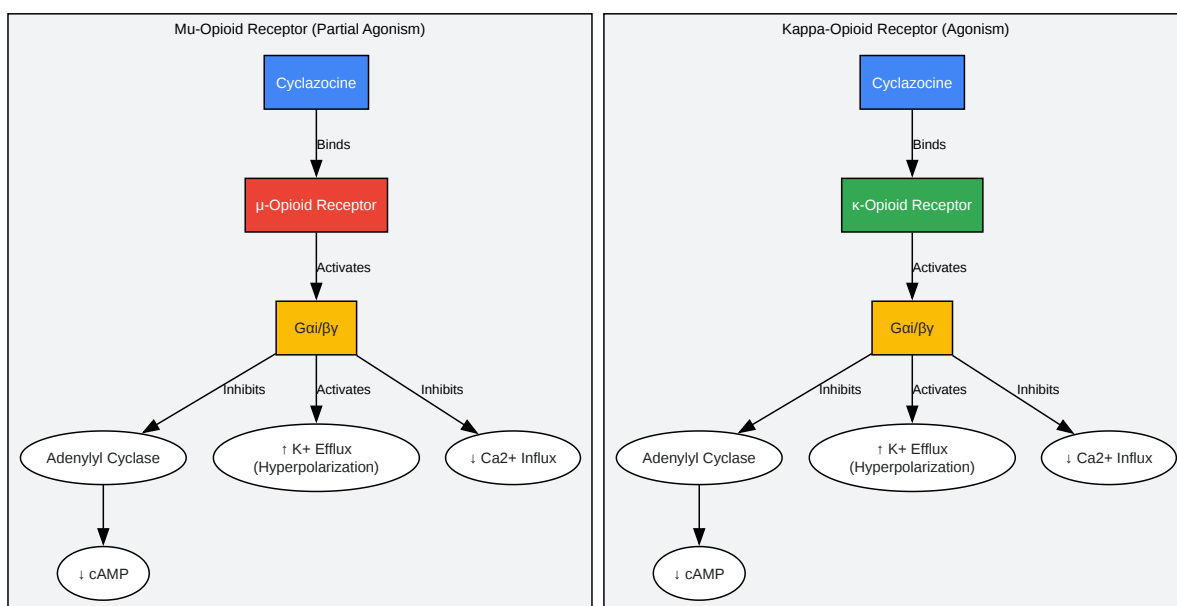 Mu-Opioid Receptor (Partial Agonism)
Cyclazocine
Binds
μ-Opioid Receptor
Activates
Gαi/βγ
Inhibits
Activates
Inhibits
Adenylyl Cyclase
↑ K+ Efflux
(Hyperpolarization)
↓ Ca2+ Influx
↓ cAMP
Kappa-Opioid Receptor (Agonism)
Cyclazocine
Binds
κ-Opioid Receptor
Activates
Gαi/βγ
Inhibits
Activates
Inhibits
Adenylyl Cyclase
↑ K+ Efflux
(Hyperpolarization)
↓ Ca2+ Influx
↓ cAMP